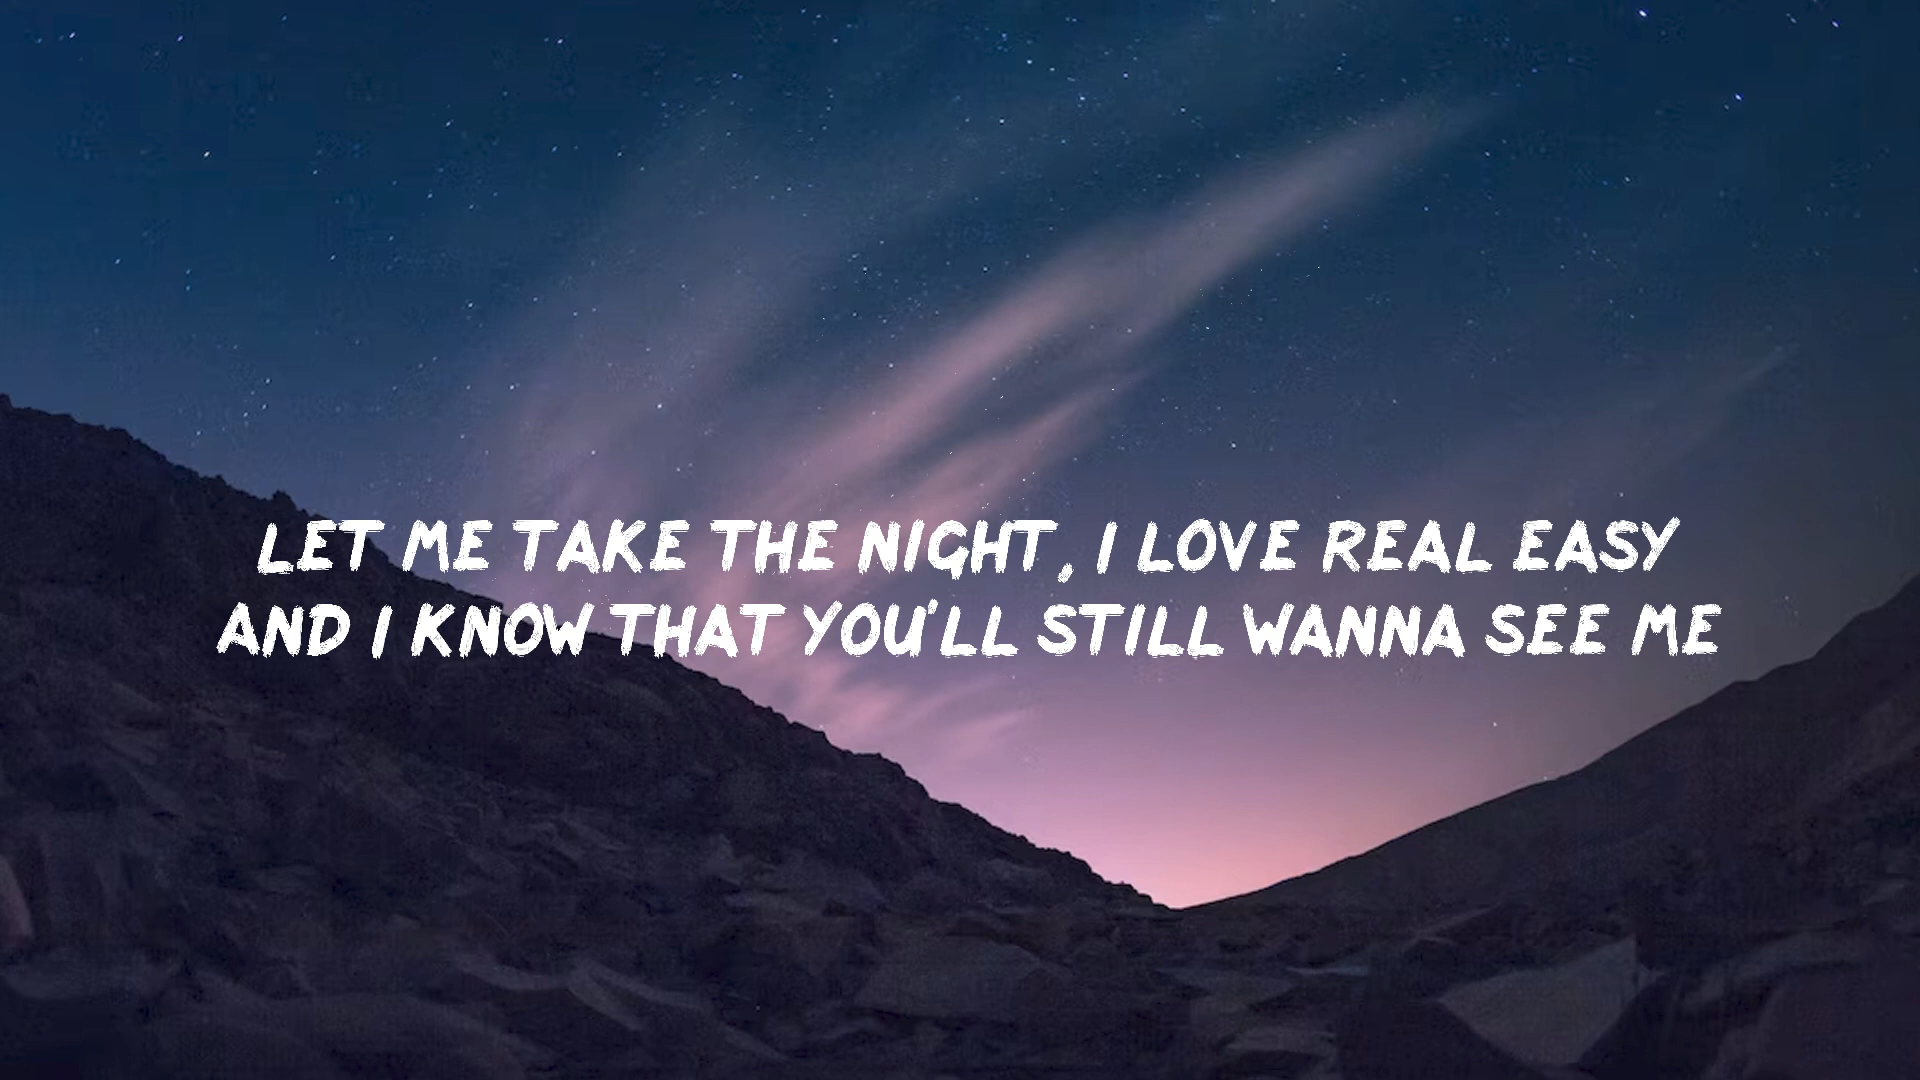 LET ME TAKE THE NIGHT, I LOVE REAL EASY
AND I KNOW THAT YOU'LL STILL WANNA SEE ME